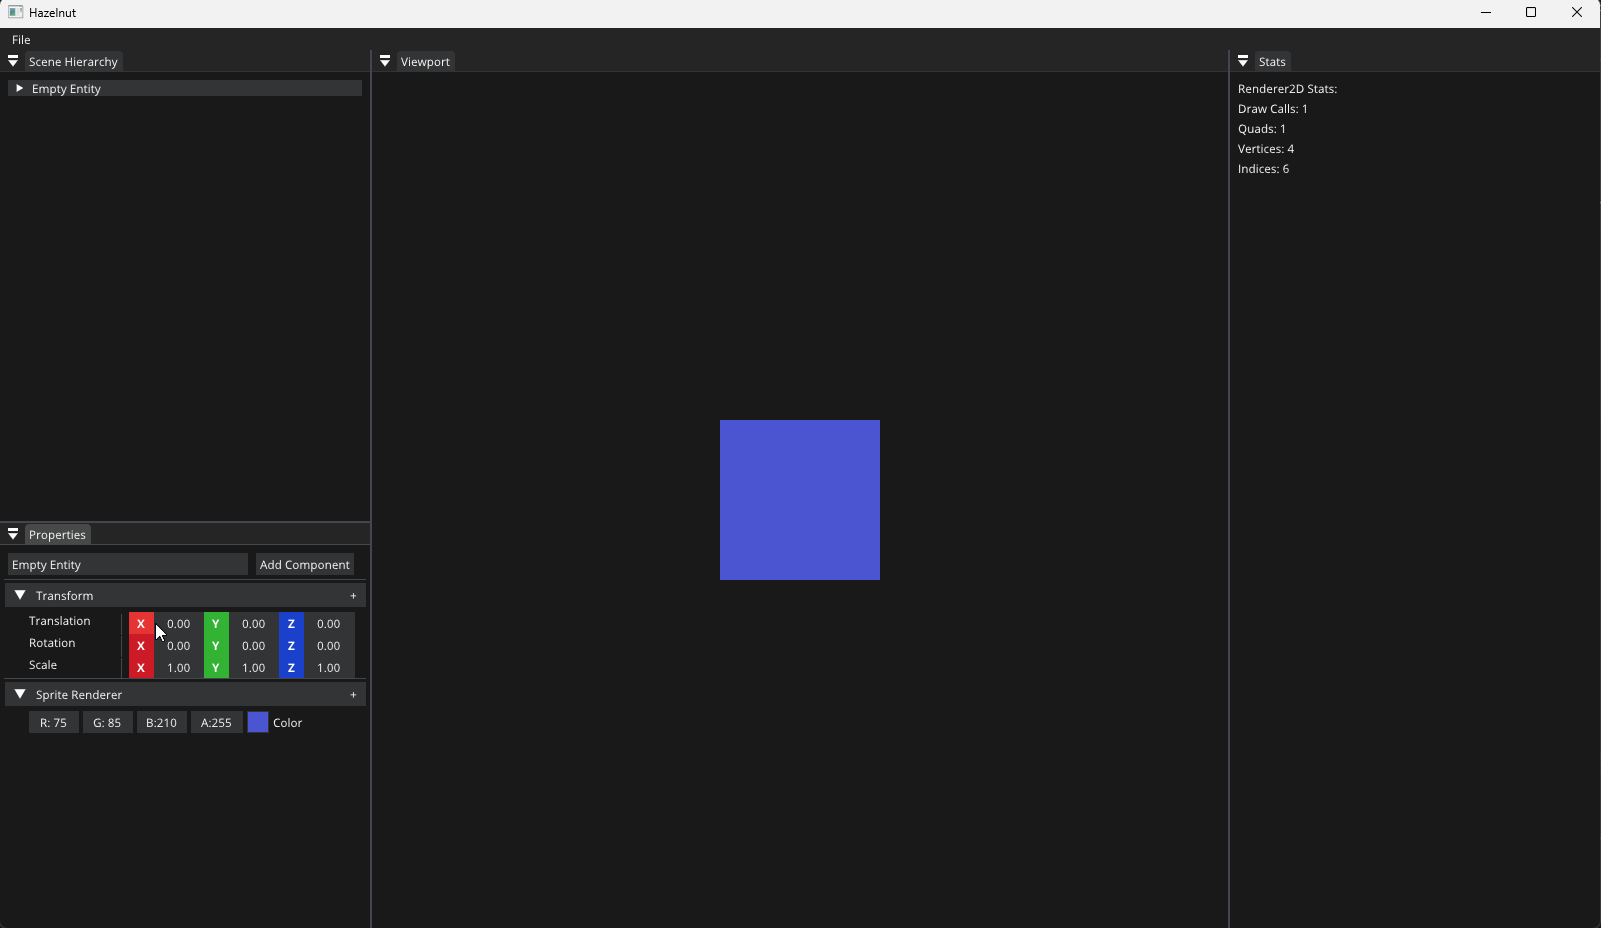 Hazelnut
File
Scene Hierarchy
Empty Entity
Viewport
Stats
Renderer2D Stats:
Draw Calls: 1
Quads: 1
Vertices: 4
Indices: 6
Properties
Empty Entity Add Component
Transform +
Translation X 0.00 Y 0.00 Z 0.00
Rotation X 0.00 Y 0.00 Z 0.00
Scale X 1.00 Y 1.00 Z 1.00
Sprite Renderer +
R: 75 G: 85 B:210 A:255 Color